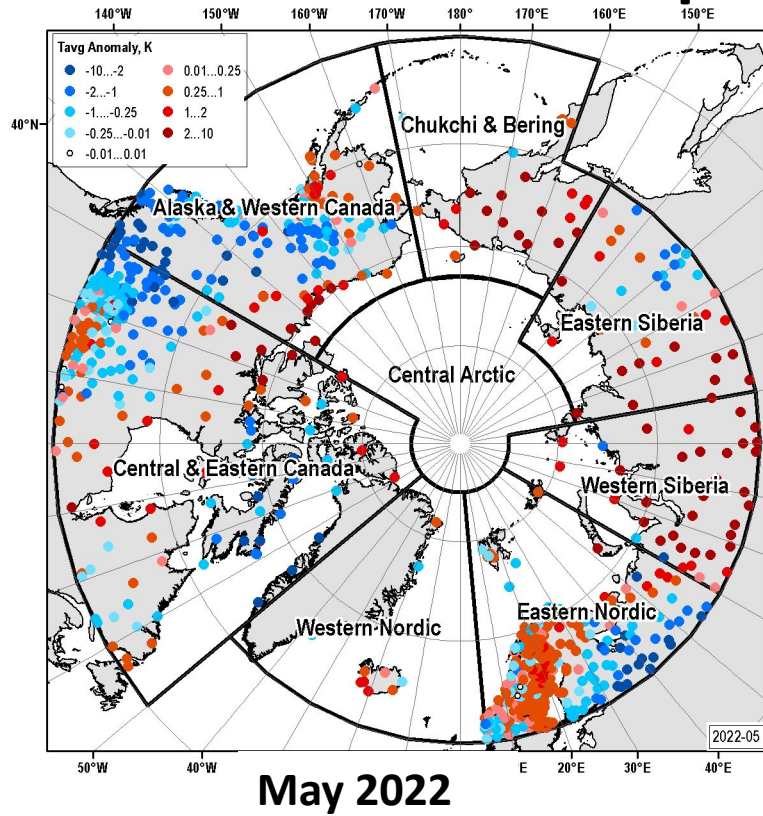 140°W 150°W 160°W 170°W 180° 170°E 160°E 150°E
Tavg Anomaly, K
-10...-2 0.01...0.25
-2...-1 0.25...1
-1...-0.25 1...2
-0.25...-0.01 2...10
-0.01...0.01
40°N
Chukchi & Bering
Alaska & Western Canada
Eastern Siberia
Central Arctic
Central & Eastern Canada
Western Siberia
Eastern Nordic
Western Nordic
2022-05
50°W 40°W E 20°E 30°E 40°E
May 2022